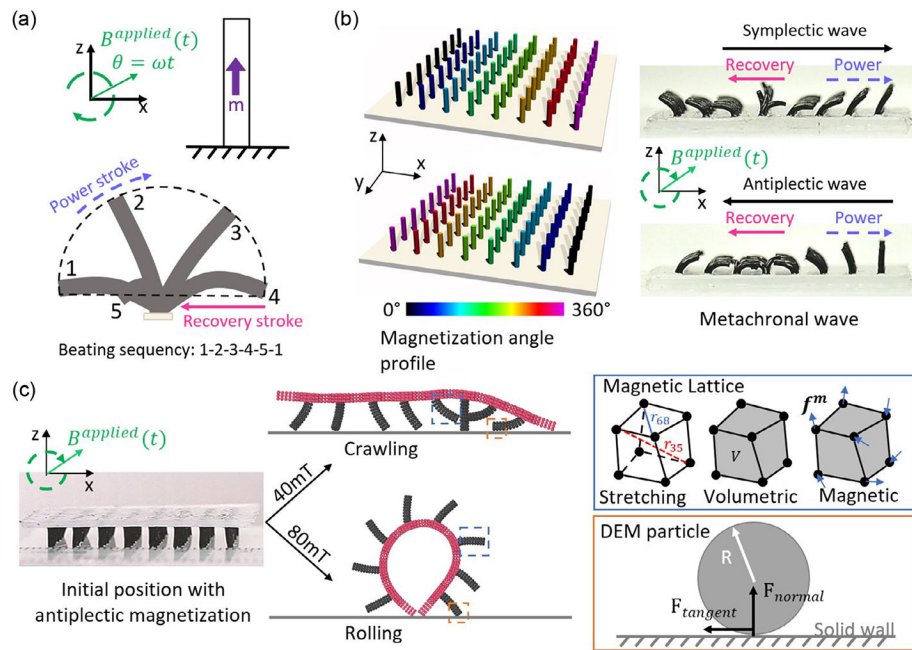 (a)
z
B^applied(t)
θ = ωt
x
m
Power stroke
1
2
3
4
5
Recovery stroke
Beating sequency: 1-2-3-4-5-1
(b)
z
x
y
0°
360°
Magnetization angle
profile
Symplectic wave
Recovery
Power
z
B^applied(t)
x
Antiplectic wave
Recovery
Power
Metachronal wave
(c)
z
B^applied(t)
x
Initial position with
antiplectic magnetization
40mT
80mT
Crawling
Rolling
Magnetic Lattice
r_68
r_35
V
f^m
Stretching
Volumetric
Magnetic
DEM particle
R
F_normal
F_tangent
Solid wall